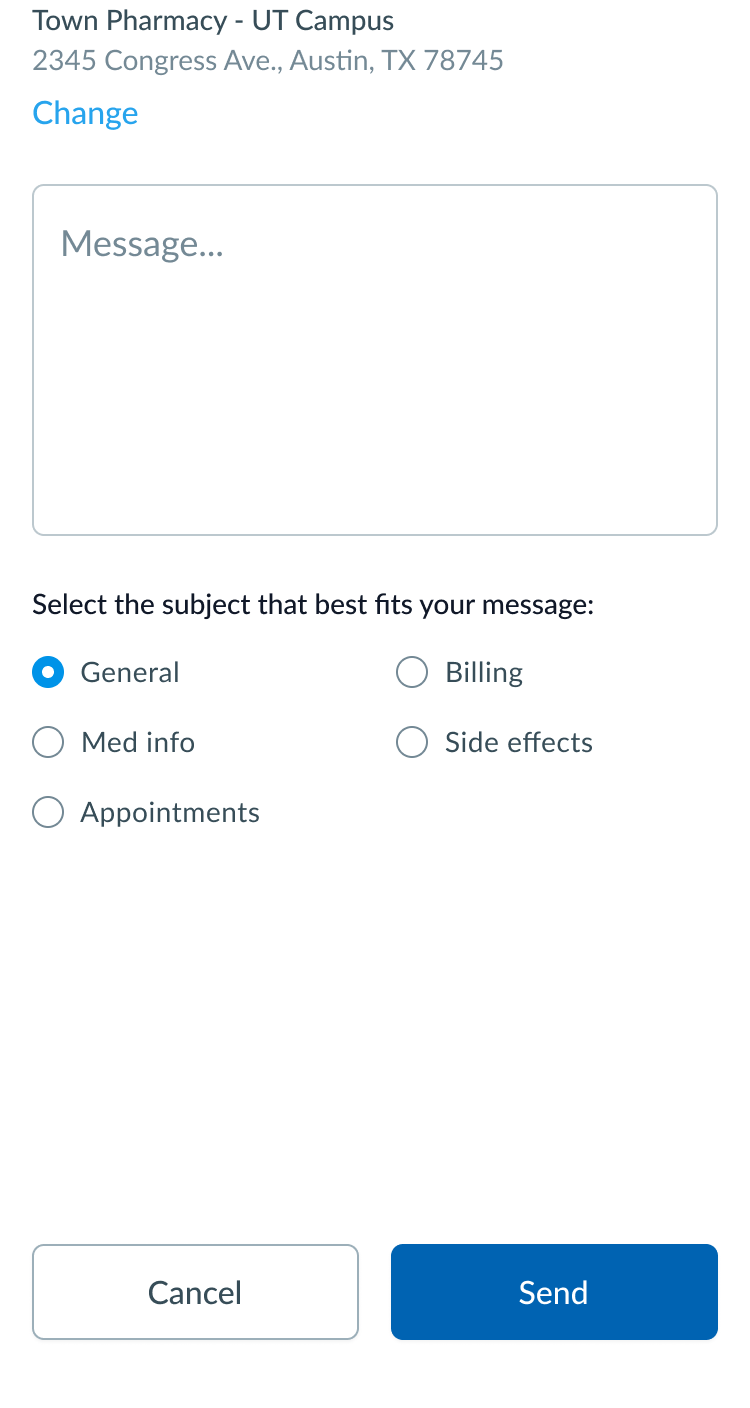 Town Pharmacy - UT Campus
2345 Congress Ave., Austin, TX 78745
Change
Message...
Select the subject that best fits your message:
General
Billing
Med info
Side effects
Appointments
Cancel
Send